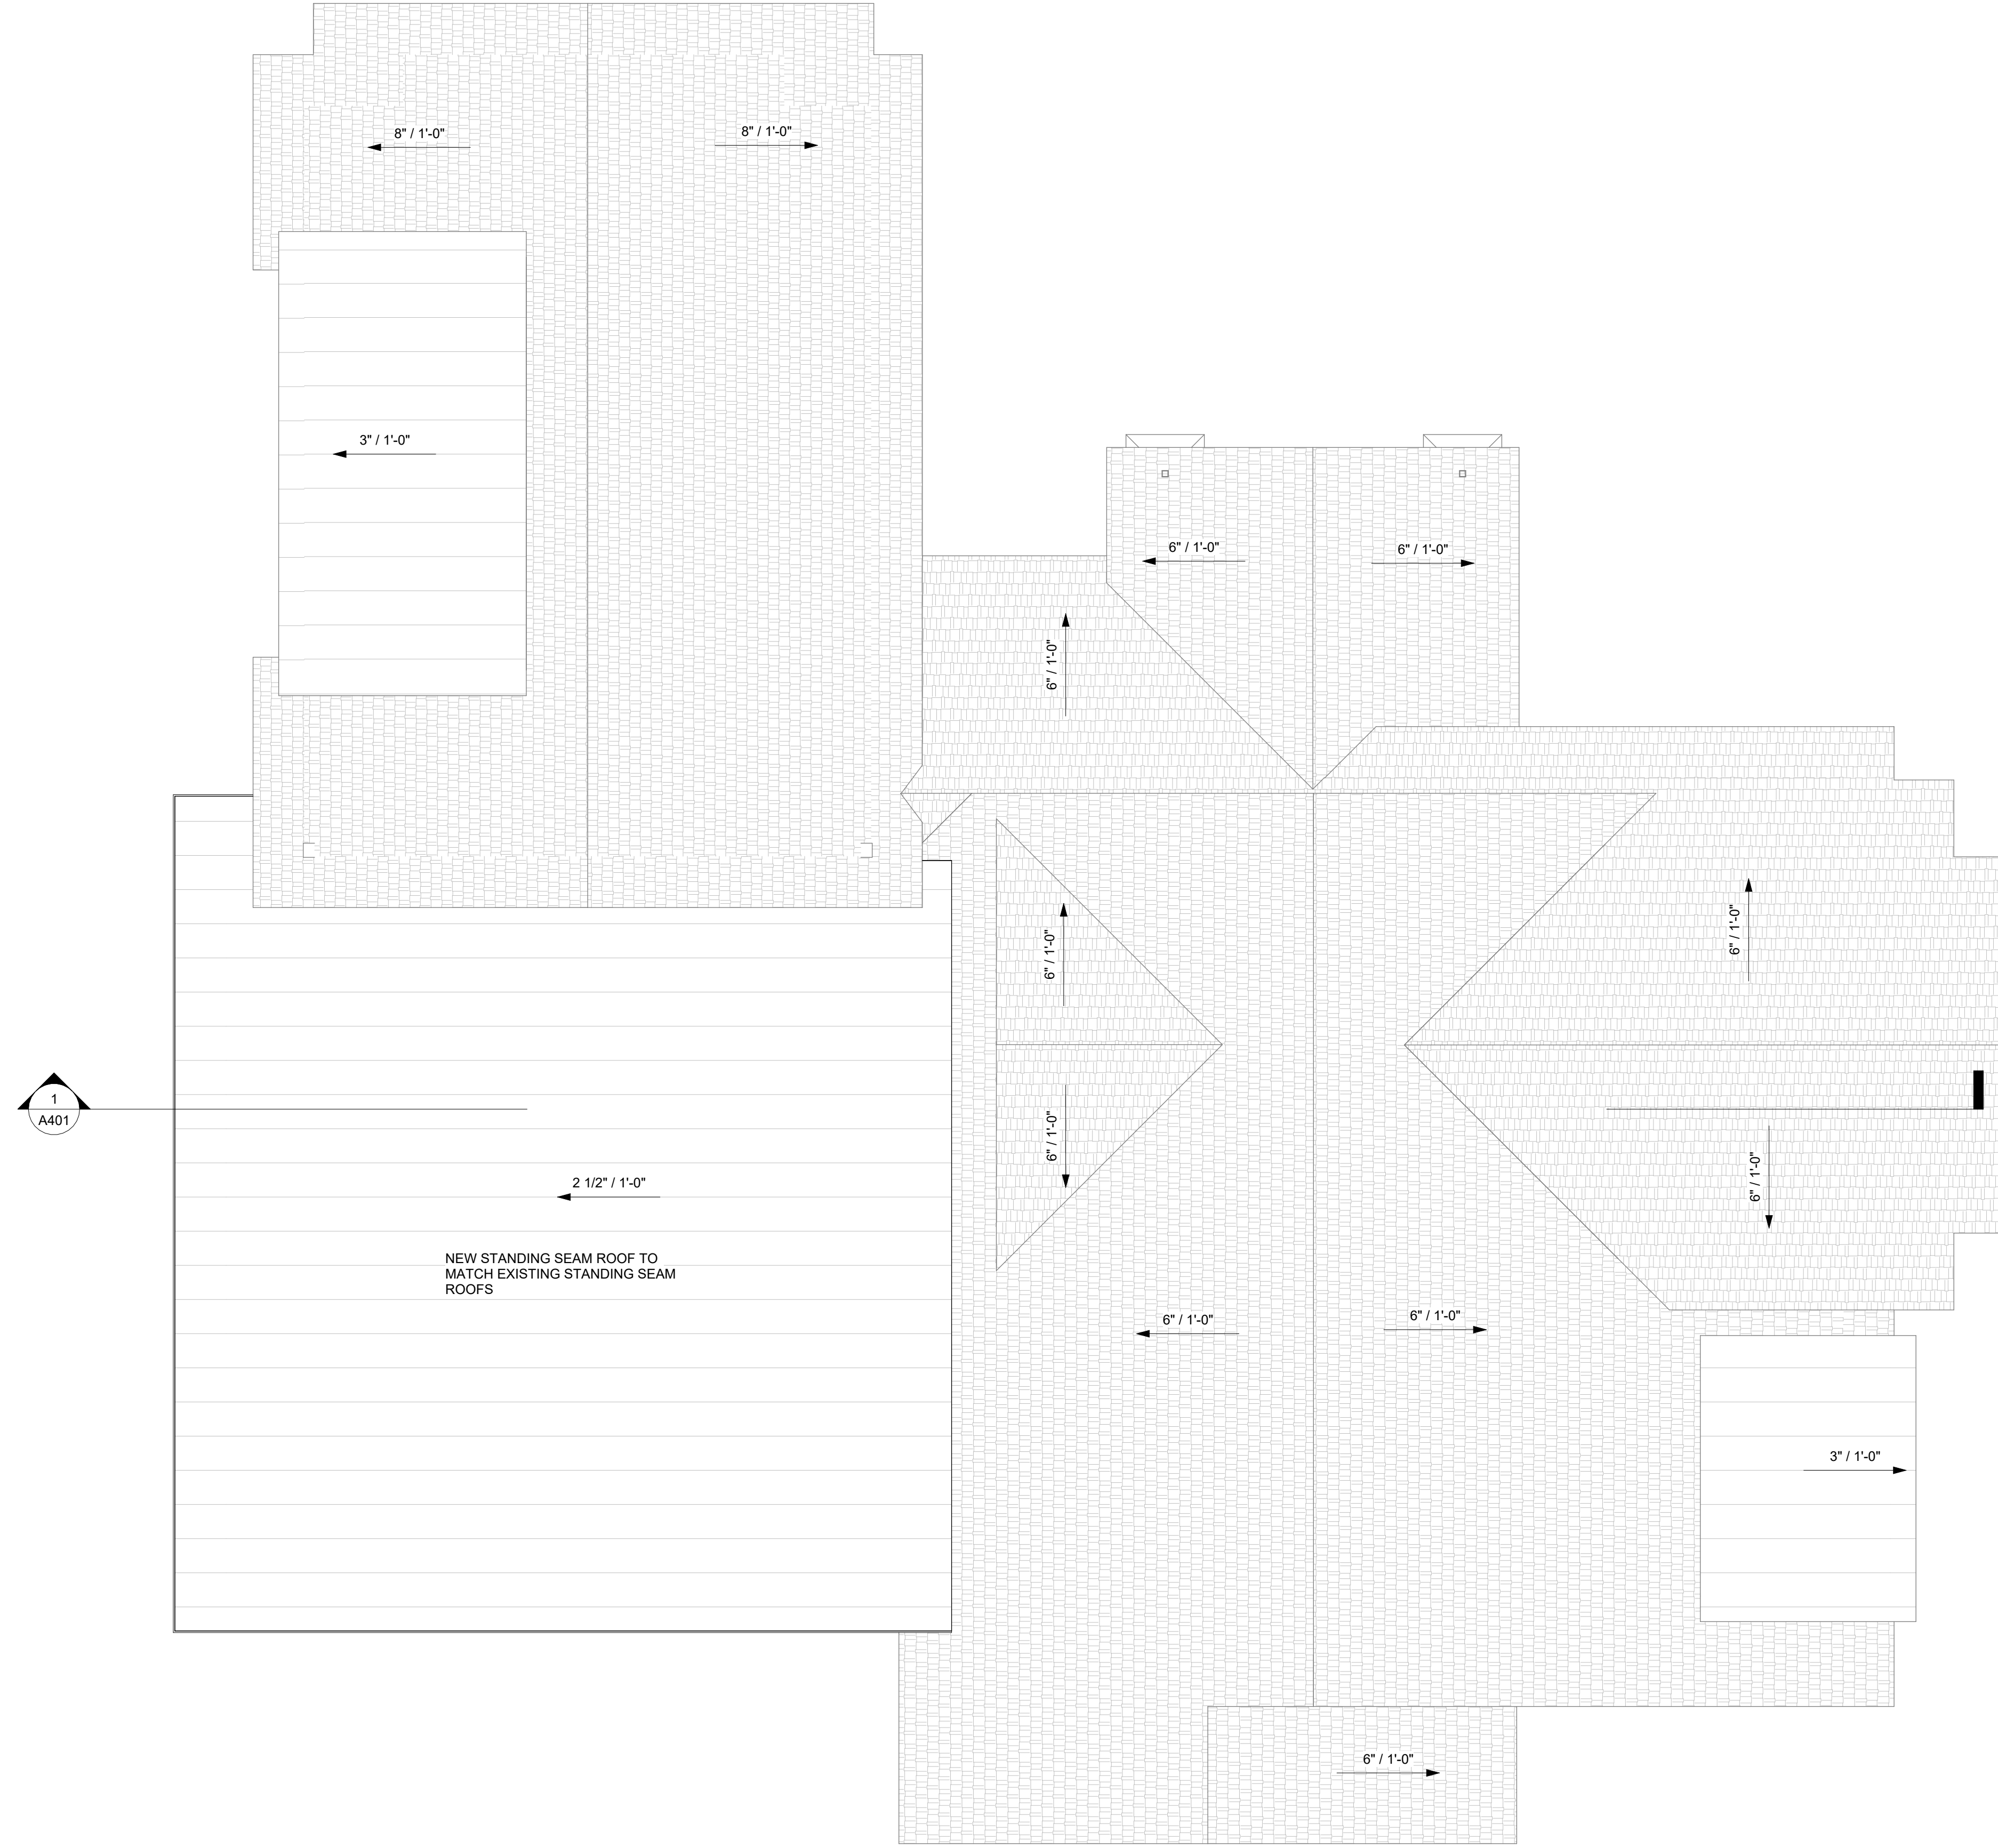 8" / 1'-0"
8" / 1'-0"
3" / 1'-0"
6" / 1'-0"
6" / 1'-0"
6" / 1'-0"
6" / 1'-0"
6" / 1'-0"
1
A401
6" / 1'-0"
6" / 1'-0"
2 1/2" / 1'-0"
NEW STANDING SEAM ROOF TO
MATCH EXISTING STANDING SEAM
ROOFS
6" / 1'-0"
6" / 1'-0"
3" / 1'-0"
6" / 1'-0"